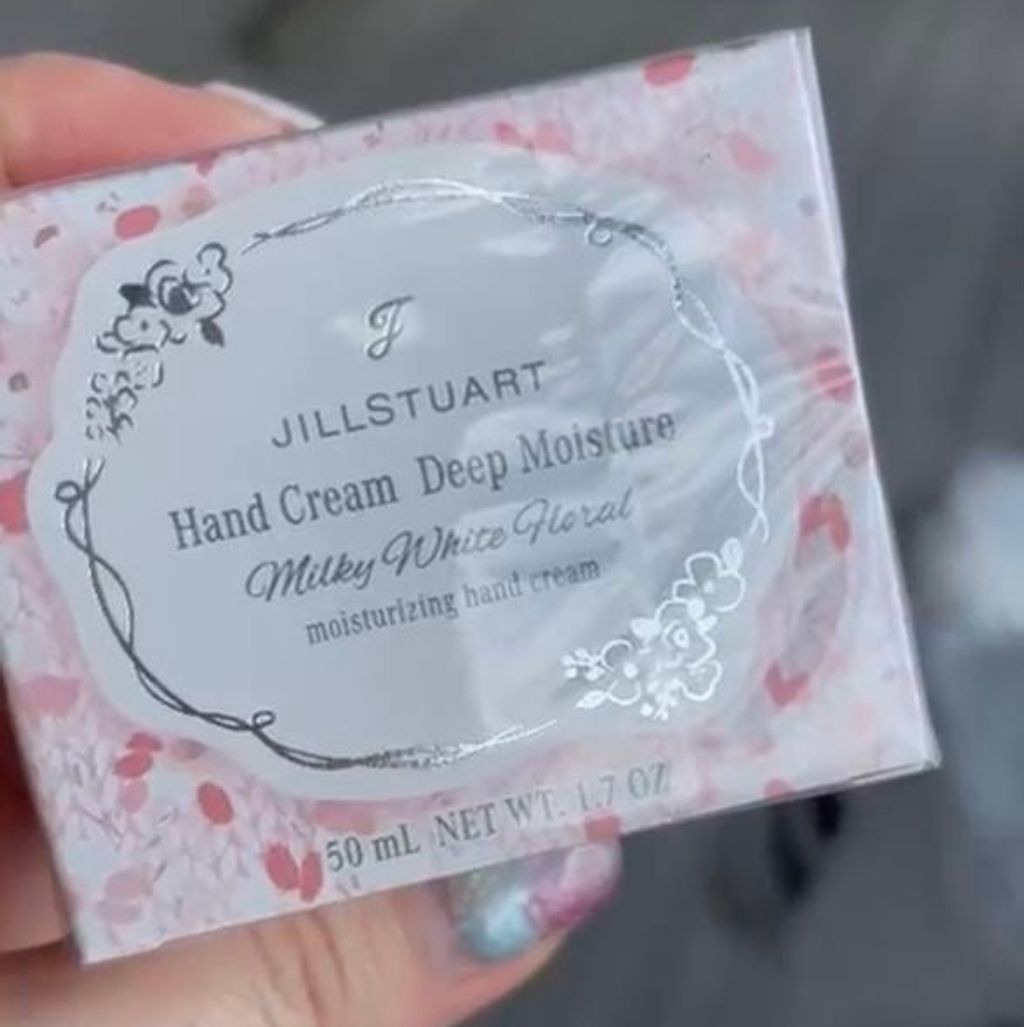 J
JILLSTUART
Hand Cream Deep Moisture
Milky White Floral
moisturizing hand cream
50 mL NET WT. 1.7 OZ